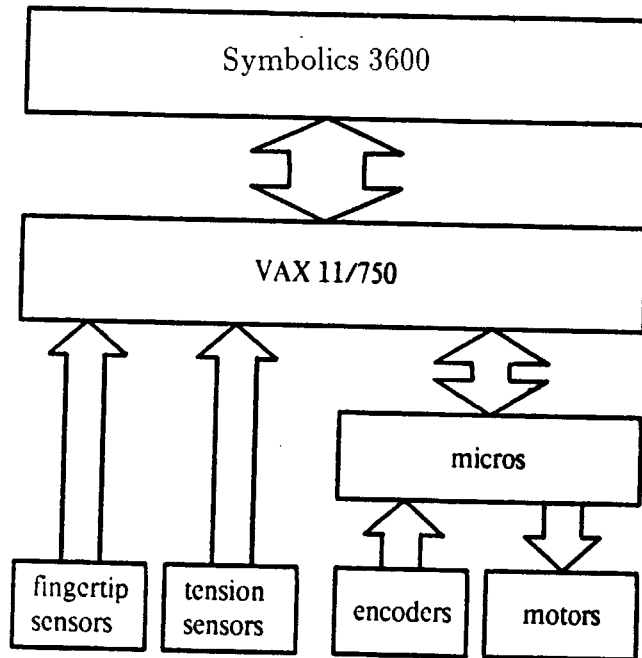 Symbolics 3600
VAX 11/750
micros
fingertip
sensors
tension
sensors
encoders
motors